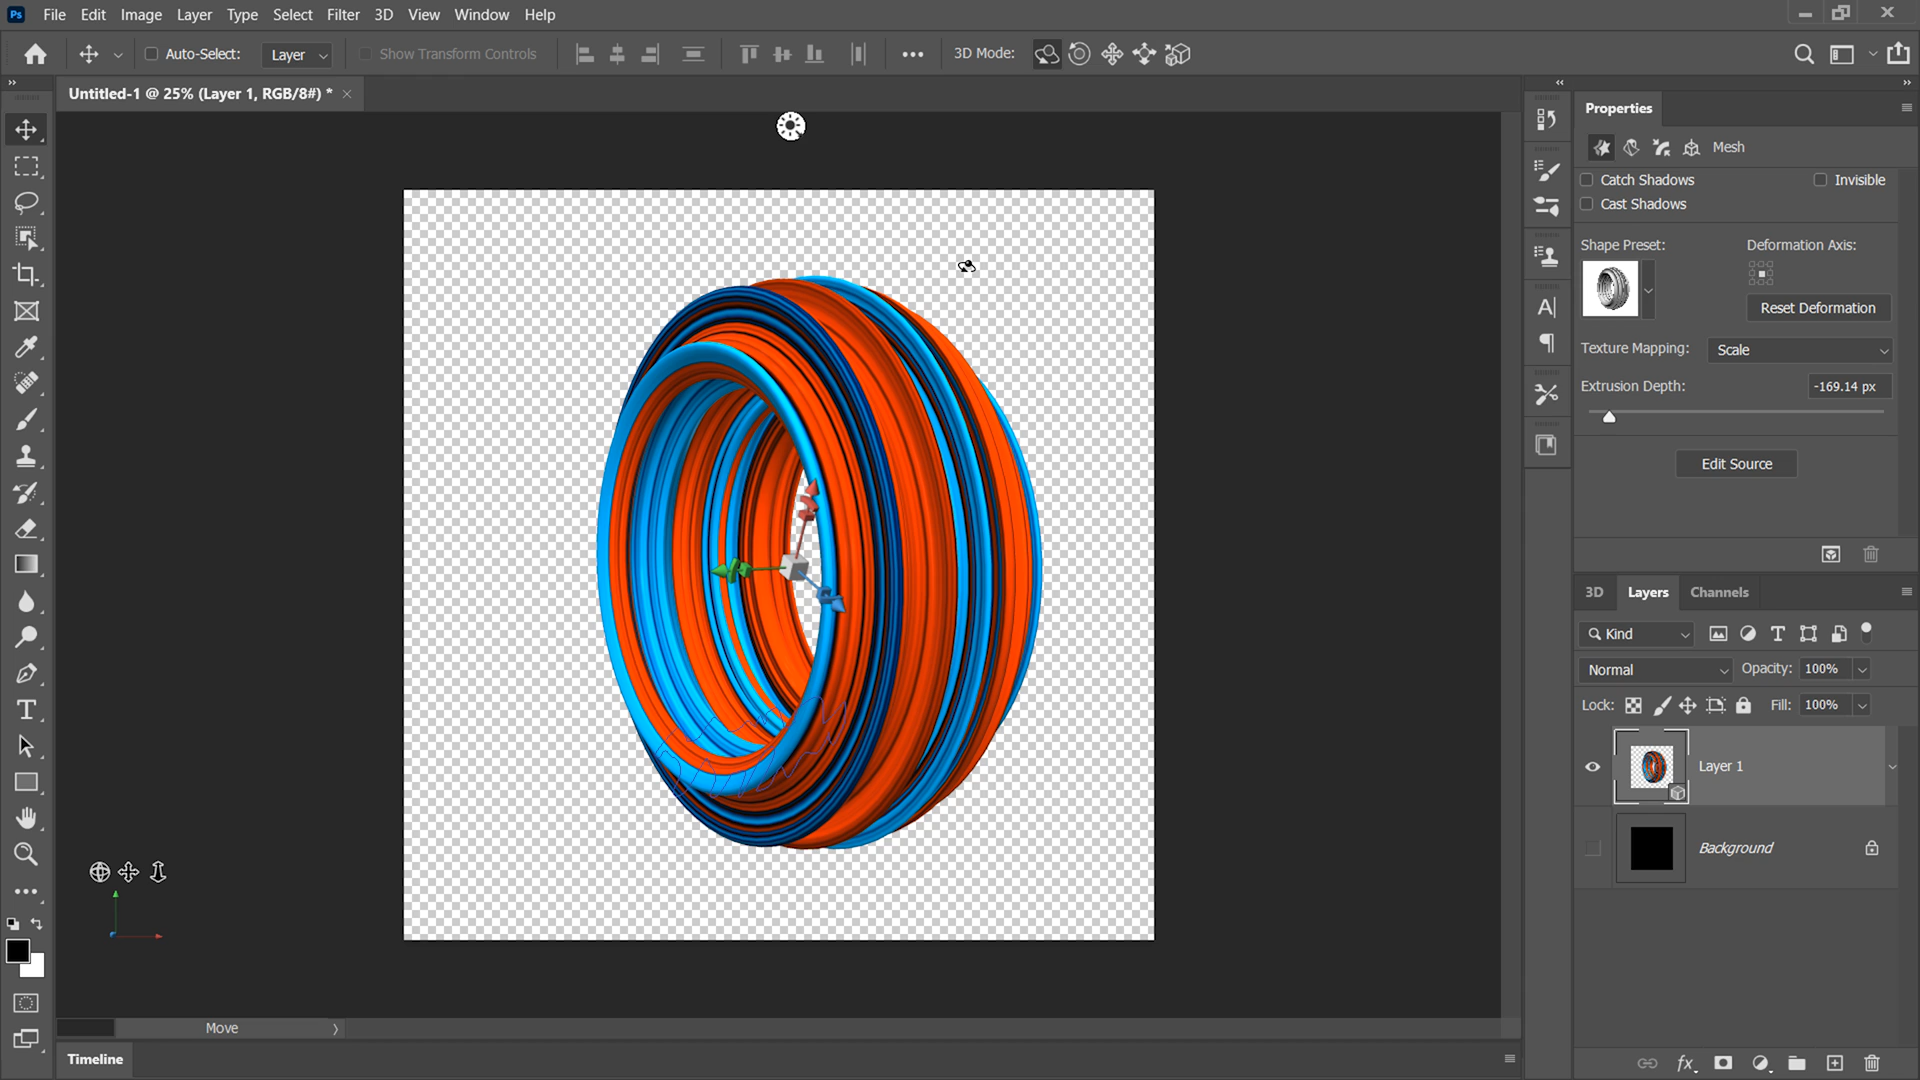 Ps File Edit Image Layer Type Select Filter 3D View Window Help
Auto-Select: Layer Show Transform Controls 3D Mode:
Untitled-1 @ 25% (Layer 1, RGB/8#) *
Properties
Mesh
Catch Shadows Invisible
Cast Shadows
Shape Preset: Deformation Axis:
Reset Deformation
Texture Mapping: Scale
Extrusion Depth: -169.14 px
Edit Source
3D Layers Channels
Kind
Normal Opacity: 100%
Lock: Fill: 100%
Layer 1
Background
Move
Timeline